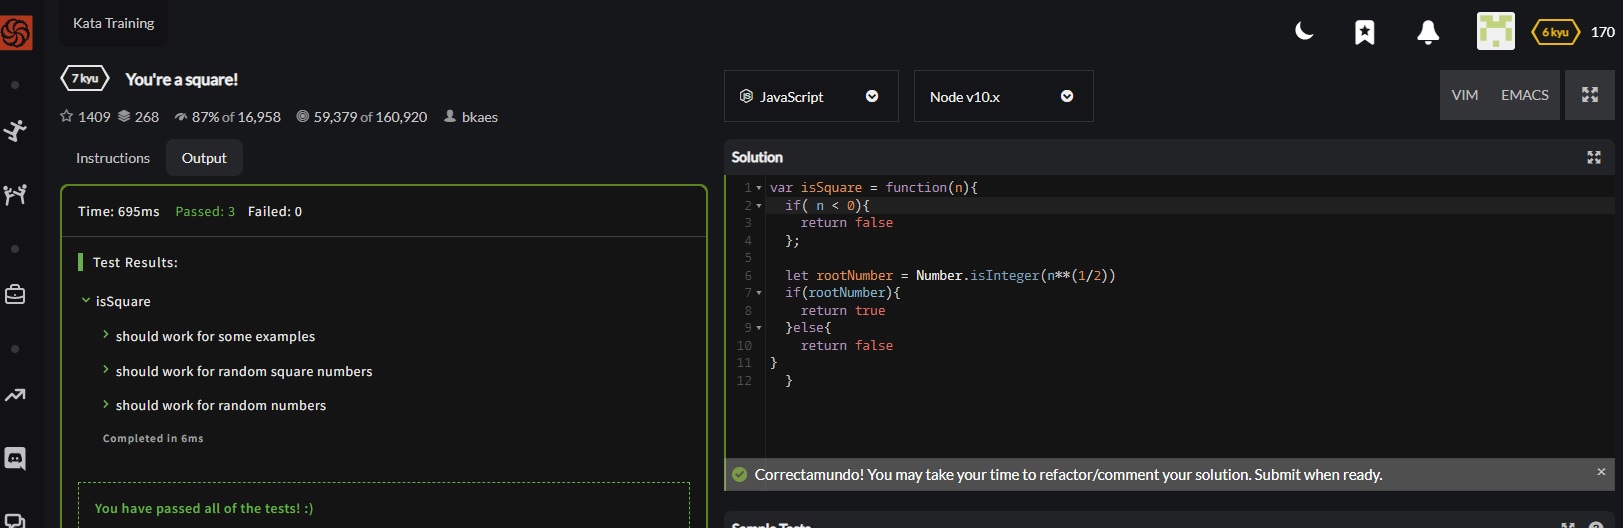 Kata Training
6 kyu 170
7 kyu You're a square!
1409 268 87% of 16,958 59,379 of 160,920 bkaes
JavaScript
Node v10.x
VIM EMACS
Instructions Output
Time: 695ms Passed: 3 Failed: 0
Test Results:
isSquare
should work for some examples
should work for random square numbers
should work for random numbers
Completed in 6ms
You have passed all of the tests! :)
Solution
1 var isSquare = function(n){
2 if( n < 0){
3 return false
4 };
5
6 let rootNumber = Number.isInteger(n**(1/2))
7 if(rootNumber){
8 return true
9 }else{
10 return false
11 }
12 }
Correctamundo! You may take your time to refactor/comment your solution. Submit when ready.
Sample Tests